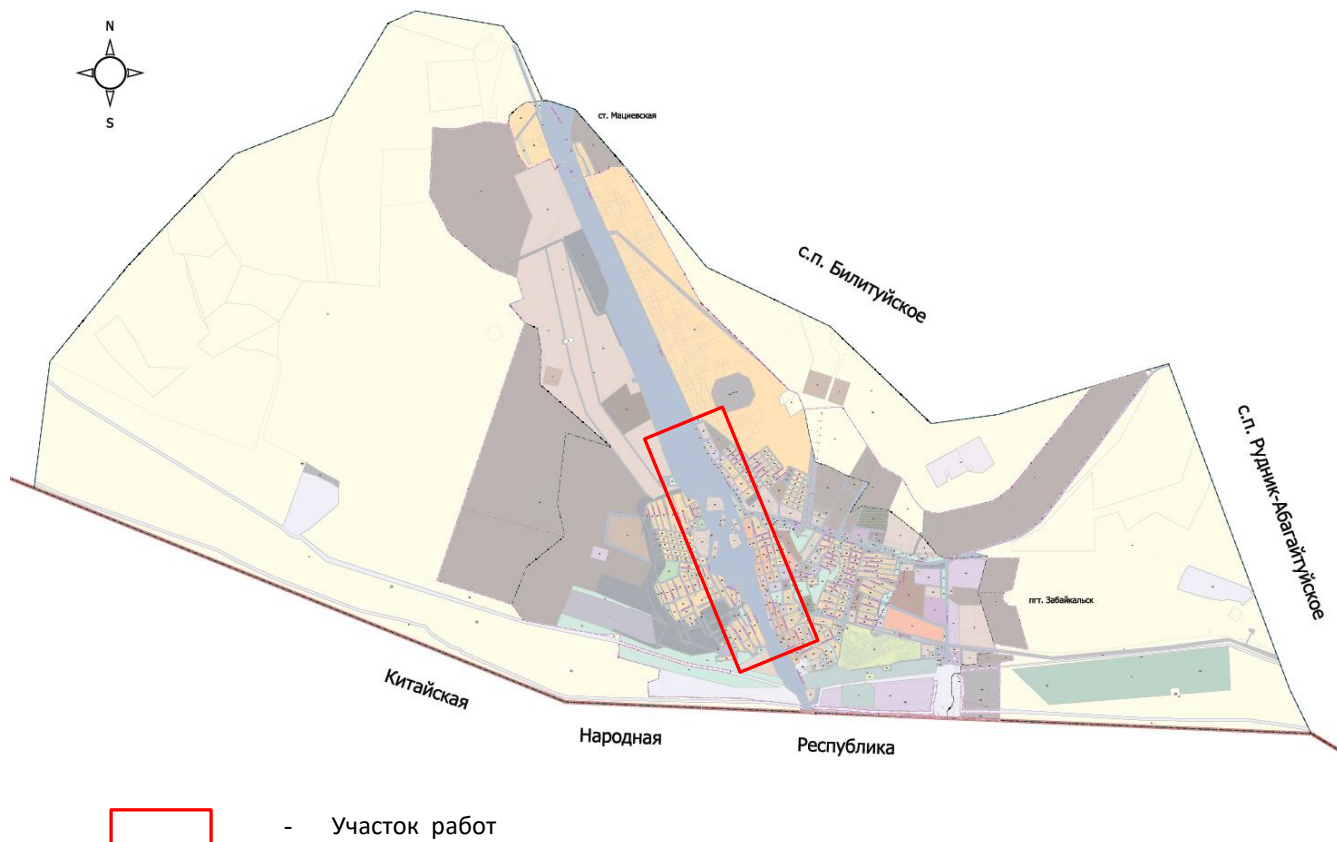 N
S
ст. Мациевская
с.п. Билитуйское
с.п. Рудник-Абагайтуйское
пгт. Забайкальск
Китайская
Народная
Республика
- Участок работ